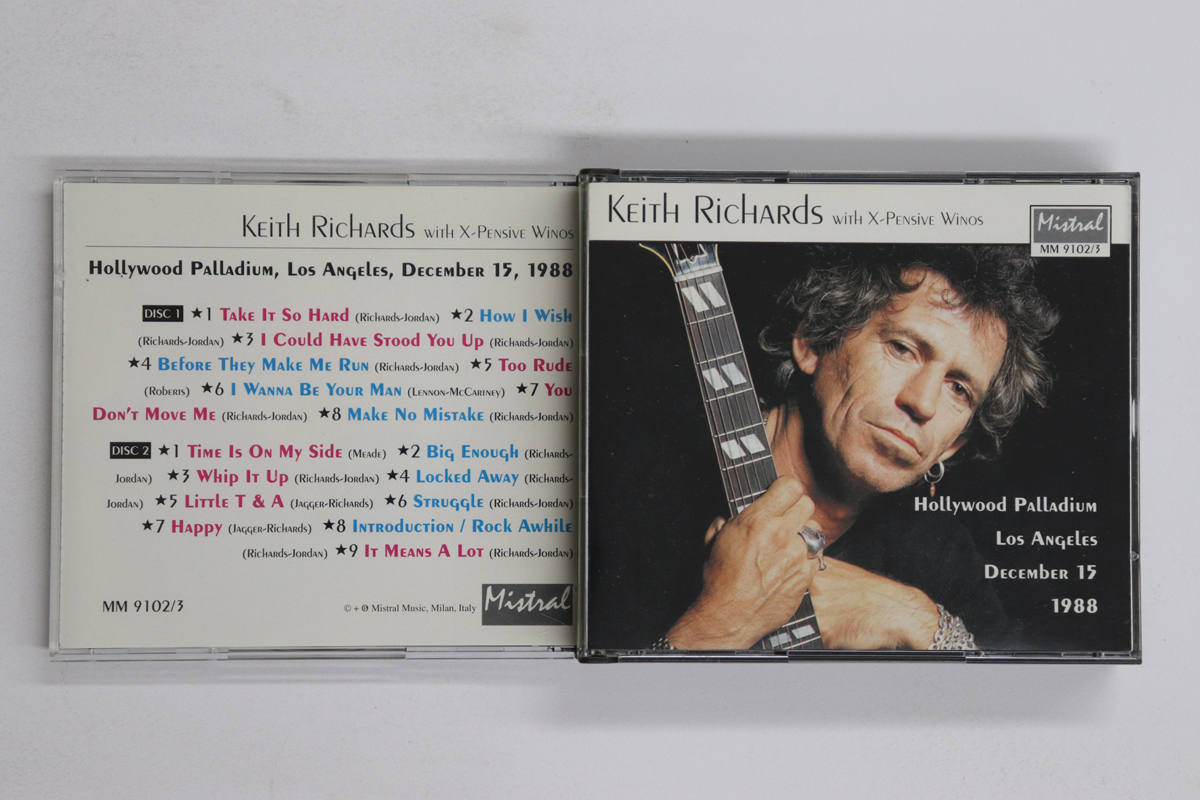 Keith Richards with X-Pensive Winos
Hollywood Palladium, Los Angeles, December 15, 1988
DISC 1 ★1 Take It So Hard (Richards-Jordan) ★2 How I Wish
(Richards-Jordan) ★3 I Could Have Stood You Up (Richards-Jordan)
★4 Before They Make Me Run (Richards-Jordan) ★5 Too Rude
(Roberts) ★6 I Wanna Be Your Man (Lennon-McCartney) ★7 You
Don't Move Me (Richards-Jordan) ★8 Make No Mistake (Richards-Jordan)
DISC 2 ★1 Time Is On My Side (Meade) ★2 Big Enough (Richards-
Jordan) ★3 Whip It Up (Richards-Jordan) ★4 Locked Away (Richards-
Jordan) ★5 Little T & A (Jagger-Richards) ★6 Struggle (Richards-Jordan)
★7 Happy (Jagger-Richards) ★8 Introduction / Rock Awhile
(Richards-Jordan) ★9 It Means A Lot (Richards-Jordan)
MM 9102/3
© + ℗ Mistral Music, Milan, Italy
Mistral
Keith Richards with X-Pensive Winos
Mistral
MM 9102/3
Hollywood Palladium
Los Angeles
December 15
1988